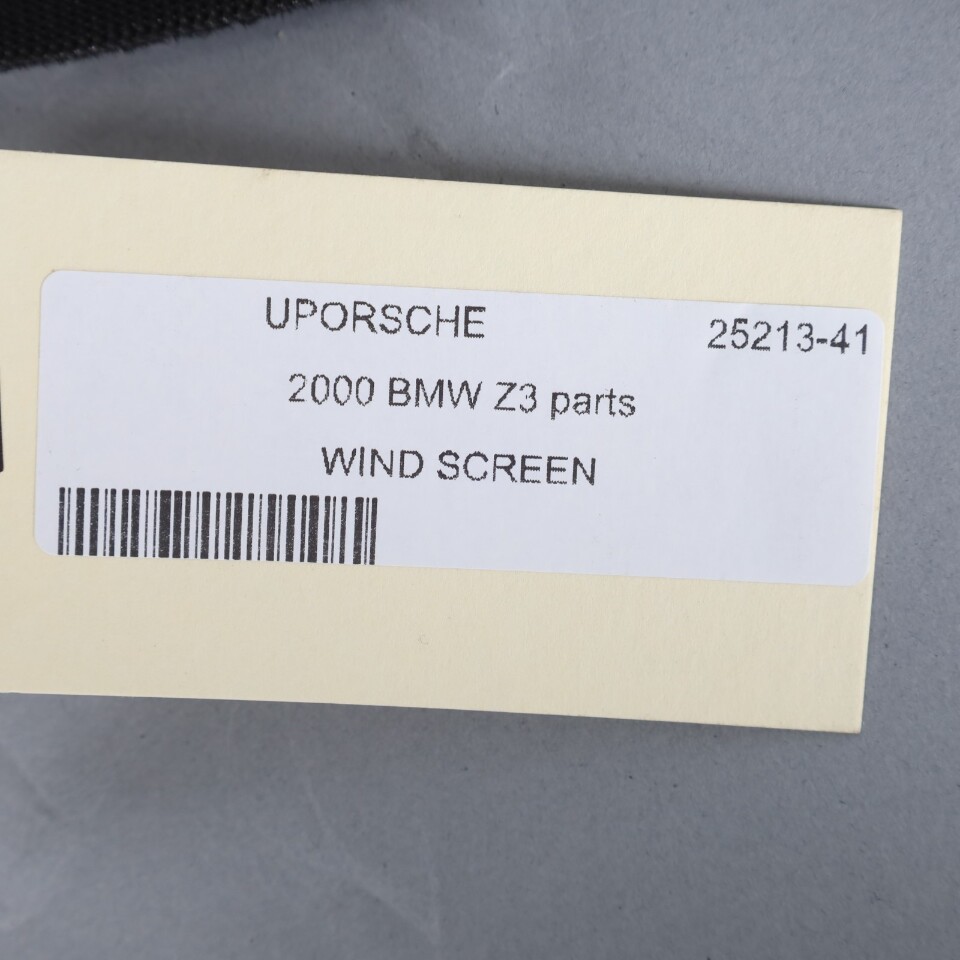 UPORSCHE 25213-41
2000 BMW Z3 parts
WIND SCREEN